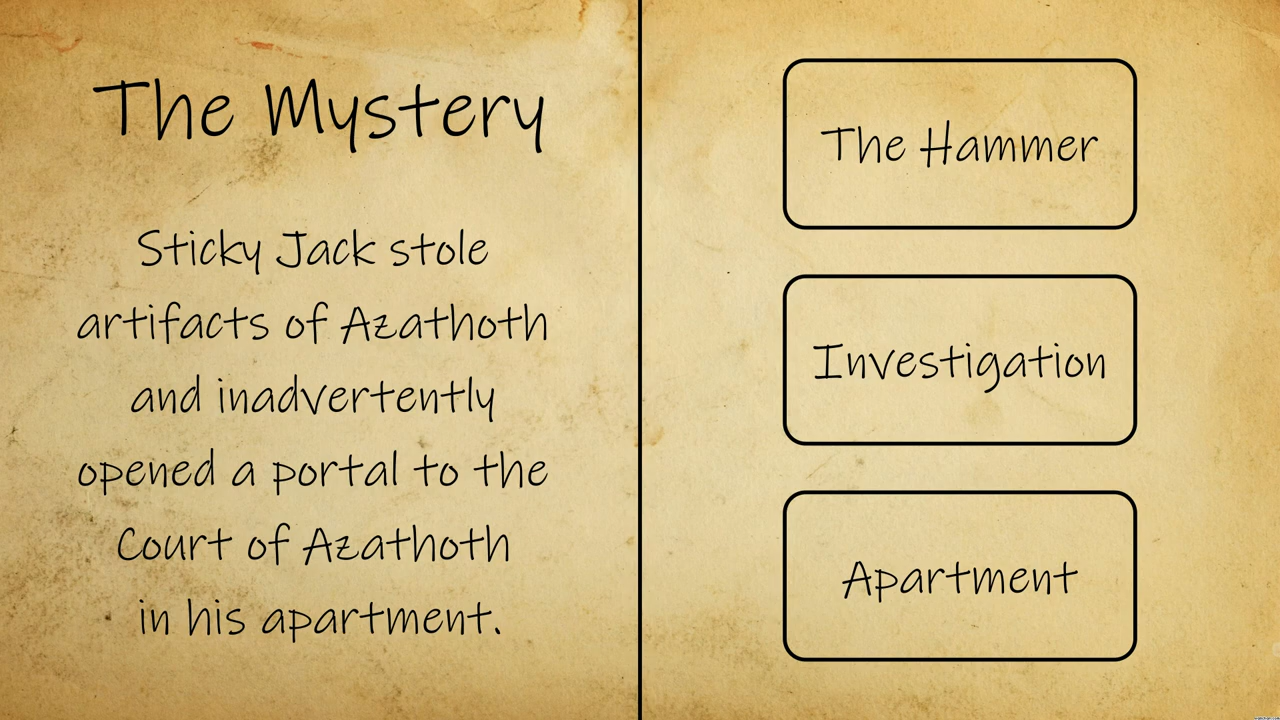 The Mystery
Sticky Jack stole
artifacts of Azathoth
and inadvertently
opened a portal to the
Court of Azathoth
in his apartment.
The Hammer
Investigation
Apartment